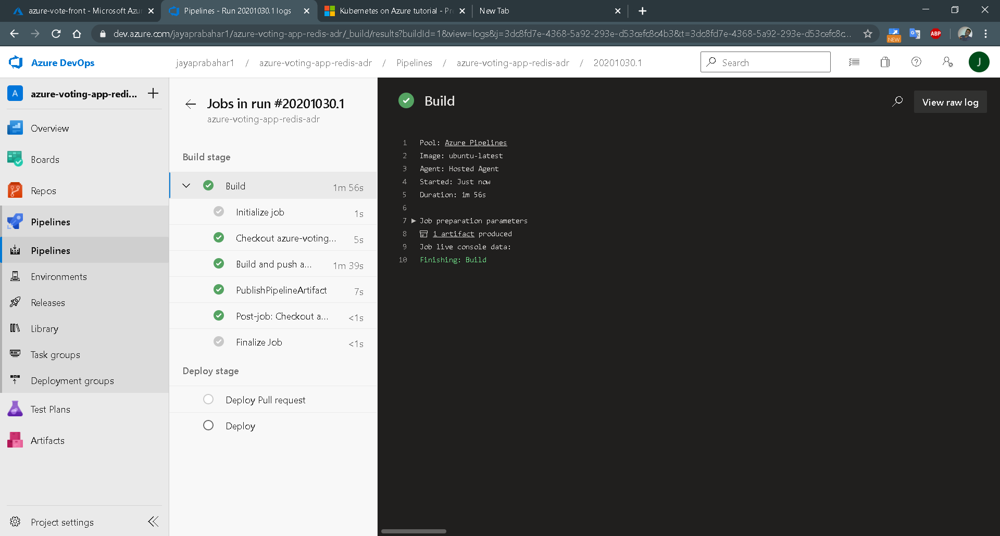 azure-vote-front - Microsoft Azur
Pipelines - Run 20201030.1 logs
Kubernetes on Azure tutorial - Pre
New Tab
dev.azure.com/jayaprabahar1/azure-voting-app-redis-adr/_build/results?buildId=1&view=logs&j=3dc8fd7e-4368-5a92-293e-d53cefc8c4b3&t=3dc8fd7e-4368-5a92-293e-d53cefc8c...
NEW
ABP
Azure DevOps
jayaprabahar1 / azure-voting-app-redis-adr / Pipelines / azure-voting-app-redis-adr / 20201030.1
Search
J
A
azure-voting-app-redi...
Overview
Boards
Repos
Pipelines
Pipelines
Environments
Releases
Library
Task groups
Deployment groups
Test Plans
Artifacts
Project settings
Jobs in run #20201030.1
azure-voting-app-redis-adr
Build stage
Build 1m 56s
Initialize job 1s
Checkout azure-voting... 5s
Build and push a... 1m 39s
PublishPipelineArtifact 7s
Post-job: Checkout a... <1s
Finalize Job <1s
Deploy stage
Deploy Pull request
Deploy
Build
View raw log
1 Pool: Azure Pipelines
2 Image: ubuntu-latest
3 Agent: Hosted Agent
4 Started: Just now
5 Duration: 1m 56s
6
7 Job preparation parameters
8 1 artifact produced
9 Job live console data:
10 Finishing: Build